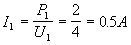 I₁ = P₁/U₁ = 2/4 = 0.5A